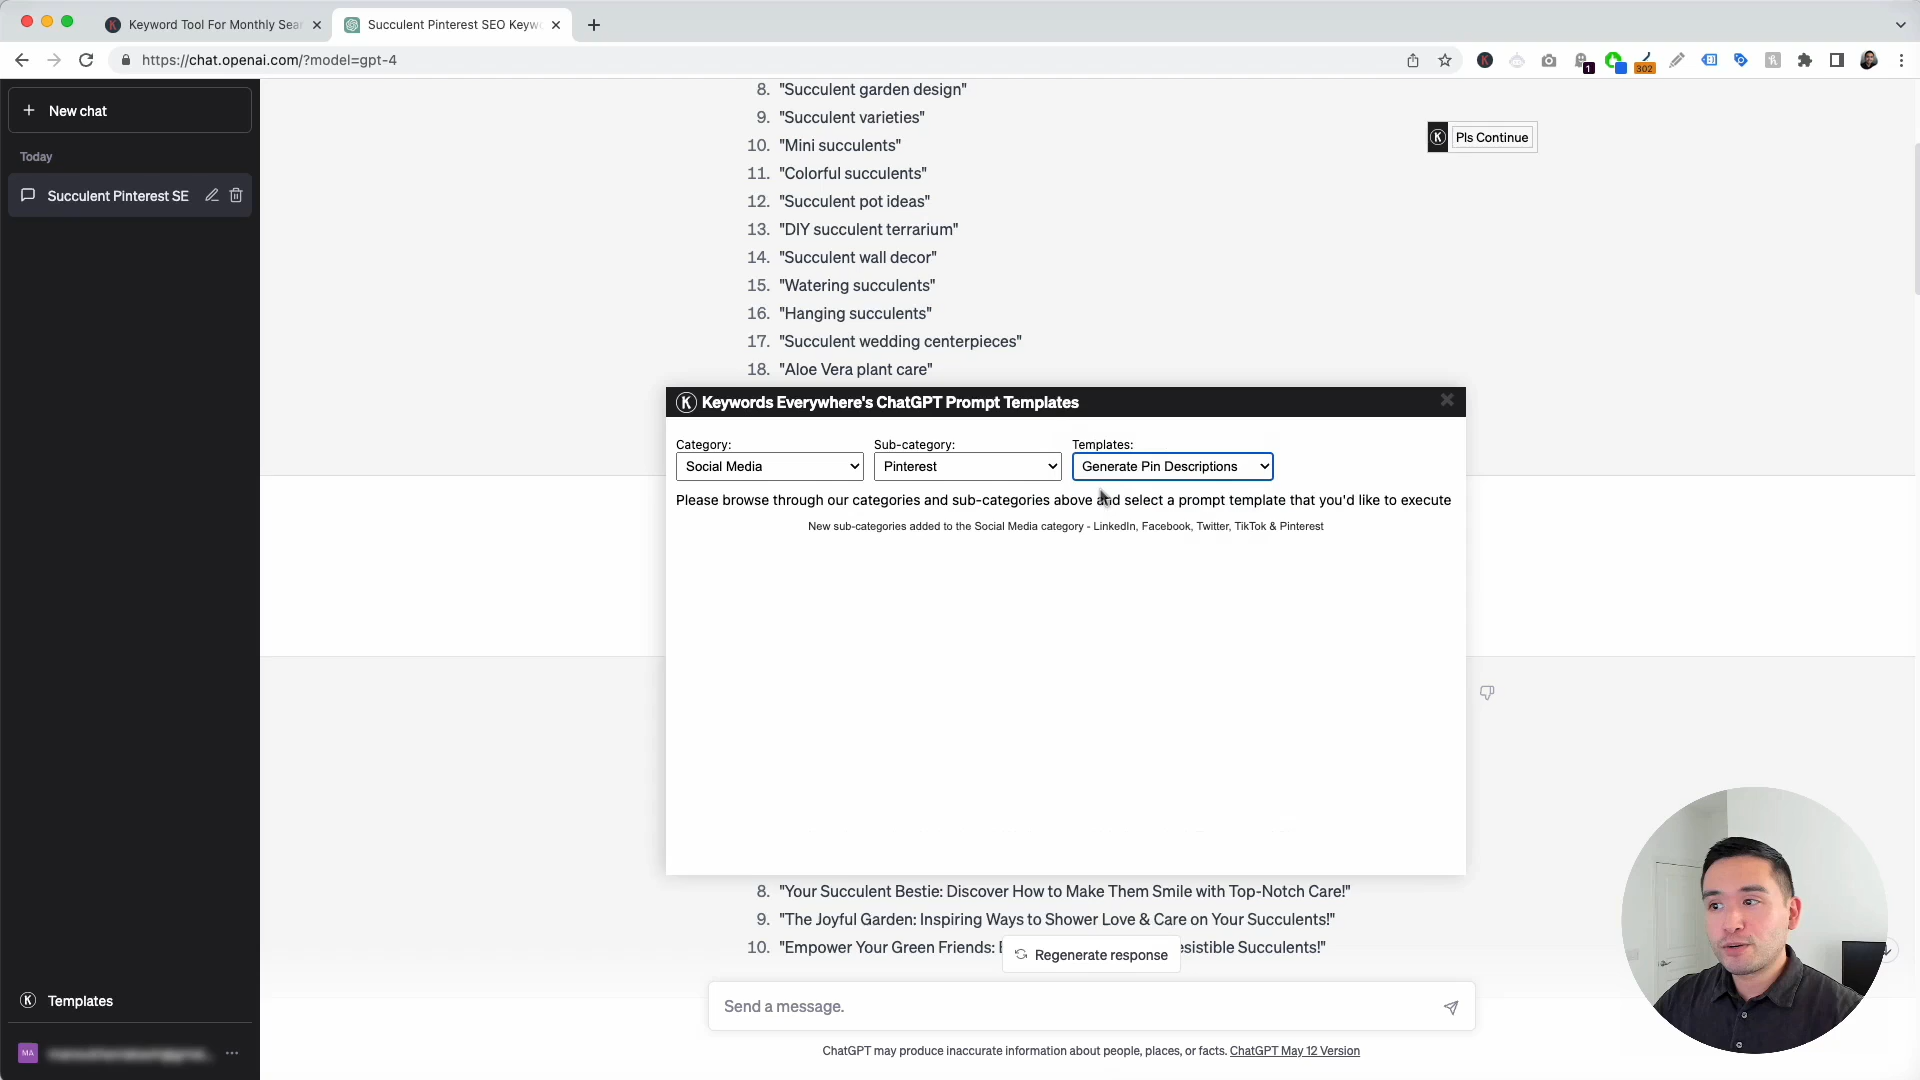 Keyword Tool For Monthly Sear
Succulent Pinterest SEO Keyw
https://chat.openai.com/?model=gpt-4
1
302
New chat
Today
Succulent Pinterest SE
8. "Succulent garden design"
9. "Succulent varieties"
10. "Mini succulents"
11. "Colorful succulents"
12. "Succulent pot ideas"
13. "DIY succulent terrarium"
14. "Succulent wall decor"
15. "Watering succulents"
16. "Hanging succulents"
17. "Succulent wedding centerpieces"
18. "Aloe Vera plant care"
K Pls Continue
K Keywords Everywhere's ChatGPT Prompt Templates
Category: Sub-category: Templates:
Social Media Pinterest Generate Pin Descriptions
Please browse through our categories and sub-categories above and select a prompt template that you'd like to execute
New sub-categories added to the Social Media category - LinkedIn, Facebook, Twitter, TikTok & Pinterest
8. "Your Succulent Bestie: Discover How to Make Them Smile with Top-Notch Care!"
9. "The Joyful Garden: Inspiring Ways to Shower Love & Care on Your Succulents!"
10. "Empower Your Green Friends: Succulents!"
Regenerate response
Send a message.
ChatGPT may produce inaccurate information about people, places, or facts. ChatGPT May 12 Version
K Templates
MA